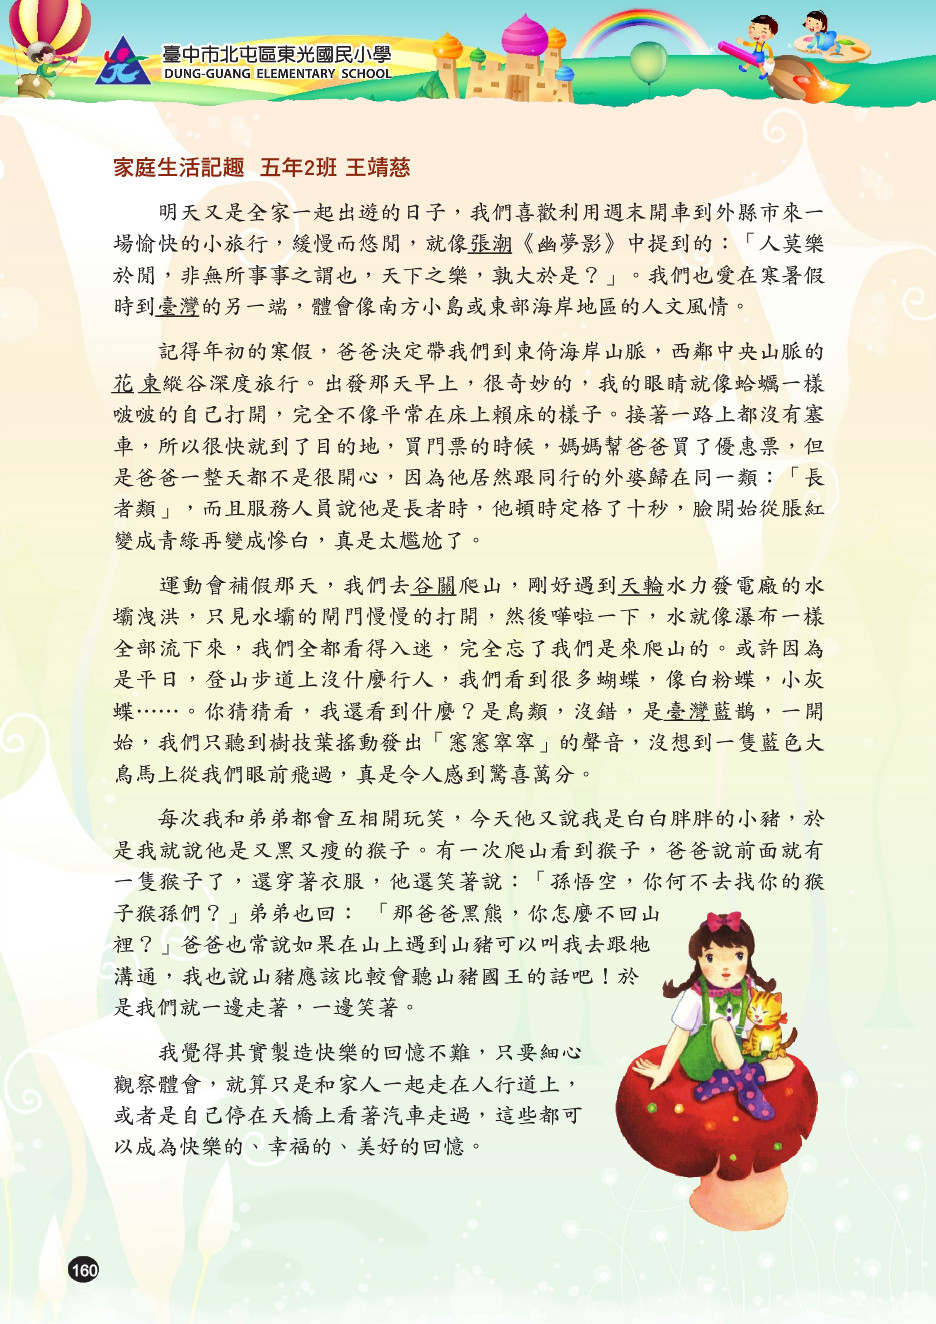 臺中市北屯區東光國民小學
DUNG-GUANG ELEMENTARY SCHOOL
家庭生活記趣 五年2班 王靖慈
明天又是全家一起出遊的日子，我們喜歡利用週末開車到外縣市來一
場愉快的小旅行，緩慢而悠閒，就像張潮《幽夢影》中提到的：「人莫樂
於閒，非無所事事之謂也，天下之樂，孰大於是？」。我們也愛在寒暑假
時到臺灣的另一端，體會像南方小島或東部海岸地區的人文風情。
記得年初的寒假，爸爸決定帶我們到東倚海岸山脈，西鄰中央山脈的
花東縱谷深度旅行。出發那天早上，很奇妙的，我的眼睛就像蛤蠣一樣
啵啵的自己打開，完全不像平常在床上賴床的樣子。接著一路上都沒有塞
車，所以很快就到了目的地，買門票的時候，媽媽幫爸爸買了優惠票，但
是爸爸一整天都不是很開心，因為他居然跟同行的外婆歸在同一類：「長
者類」，而且服務人員說他是長者時，他頓時定格了十秒，臉開始從脹紅
變成青綠再變成慘白，真是太尷尬了。
運動會補假那天，我們去谷關爬山，剛好遇到天輪水力發電廠的水
壩洩洪，只見水壩的閘門慢慢的打開，然後嘩啦一下，水就像瀑布一樣
全部流下來，我們全都看得入迷，完全忘了我們是來爬山的。或許因為
是平日，登山步道上沒什麼行人，我們看到很多蝴蝶，像白粉蝶，小灰
蝶……。你猜猜看，我還看到什麼？是鳥類，沒錯，是臺灣藍鵲，一開
始，我們只聽到樹技葉搖動發出「窸窸窣窣」的聲音，沒想到一隻藍色大
鳥馬上從我們眼前飛過，真是令人感到驚喜萬分。
每次我和弟弟都會互相開玩笑，今天他又說我是白白胖胖的小豬，於
是我就說他是又黑又瘦的猴子。有一次爬山看到猴子，爸爸說前面就有
一隻猴子了，還穿著衣服，他還笑著說：「孫悟空，你何不去找你的猴
子猴孫們？」弟弟也回： 「那爸爸黑熊，你怎麼不回山
裡？」爸爸也常說如果在山上遇到山豬可以叫我去跟牠
溝通，我也說山豬應該比較會聽山豬國王的話吧！於
是我們就一邊走著，一邊笑著。
我覺得其實製造快樂的回憶不難，只要細心
觀察體會，就算只是和家人一起走在人行道上，
或者是自己停在天橋上看著汽車走過，這些都可
以成為快樂的、幸福的、美好的回憶。
160